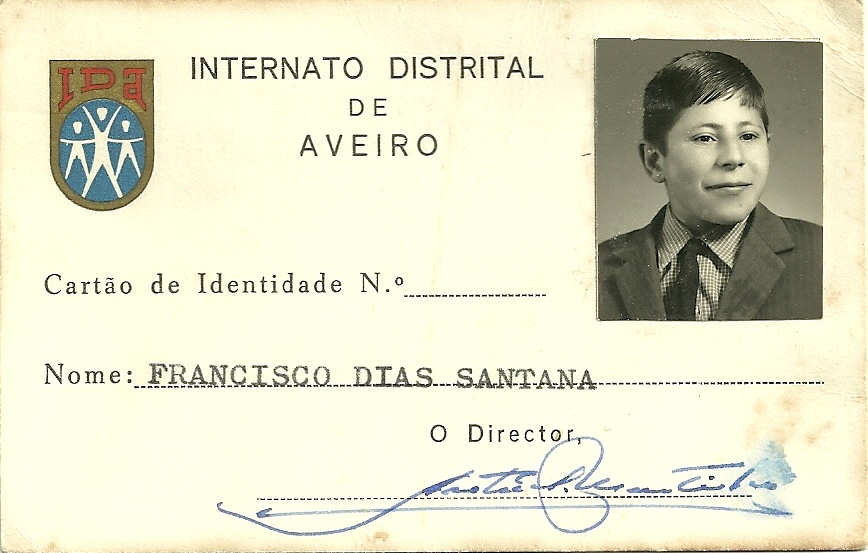 IDA
INTERNATO DISTRITAL
DE
AVEIRO
Cartão de Identidade N.º
Nome: FRANCISCO DIAS SANTANA
O Director,